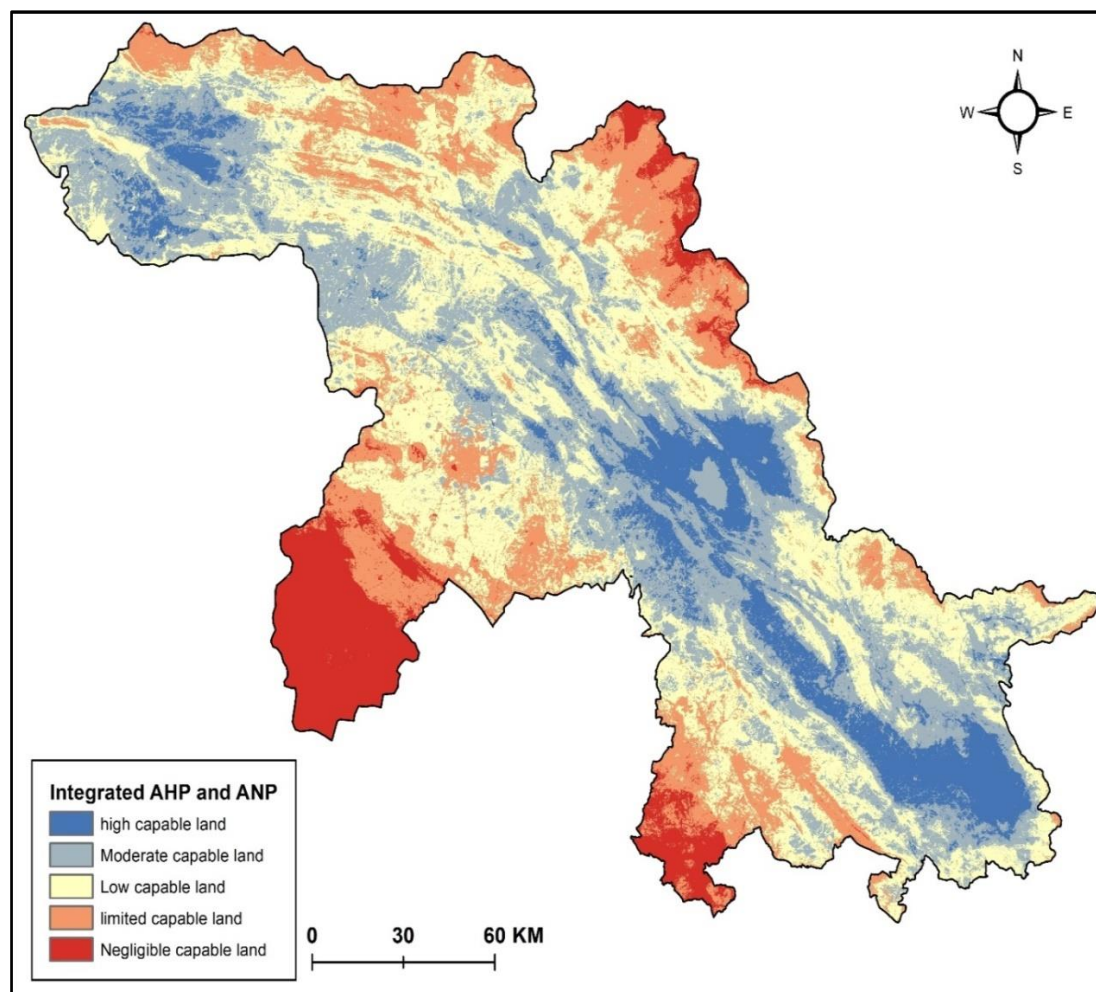 N
W E
S
Integrated AHP and ANP
high capable land
Moderate capable land
Low capable land
limited capable land
Negligible capable land
0 30 60 KM